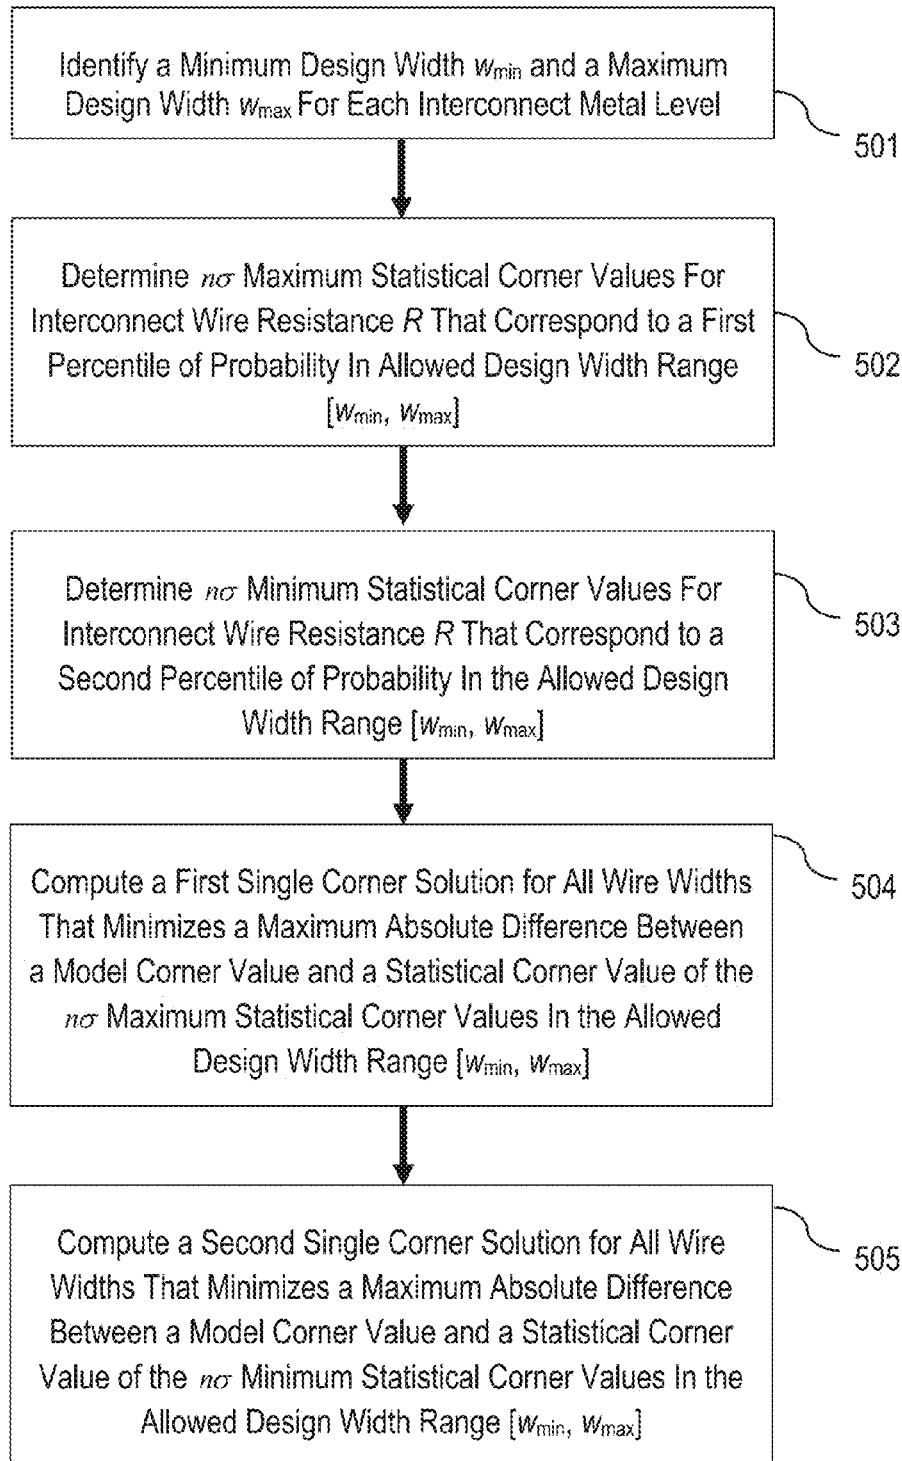 Identify a Minimum Design Width wmin and a Maximum
Design Width wmax For Each Interconnect Metal Level
501
Determine nσ Maximum Statistical Corner Values For
Interconnect Wire Resistance R That Correspond to a First
Percentile of Probability In Allowed Design Width Range
[wmin, wmax]
502
Determine nσ Minimum Statistical Corner Values For
Interconnect Wire Resistance R That Correspond to a
Second Percentile of Probability In the Allowed Design
Width Range [wmin, wmax]
503
Compute a First Single Corner Solution for All Wire Widths
That Minimizes a Maximum Absolute Difference Between
a Model Corner Value and a Statistical Corner Value of the
nσ Maximum Statistical Corner Values In the Allowed
Design Width Range [wmin, wmax]
504
Compute a Second Single Corner Solution for All Wire
Widths That Minimizes a Maximum Absolute Difference
Between a Model Corner Value and a Statistical Corner
Value of the nσ Minimum Statistical Corner Values In the
Allowed Design Width Range [wmin, wmax]
505